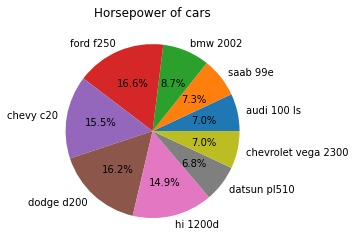 Horsepower of cars
ford f250
bmw 2002
saab 99e
audi 100 ls
chevrolet vega 2300
datsun pl510
hi 1200d
dodge d200
chevy c20
16.6%
8.7%
7.3%
7.0%
7.0%
6.8%
14.9%
16.2%
15.5%